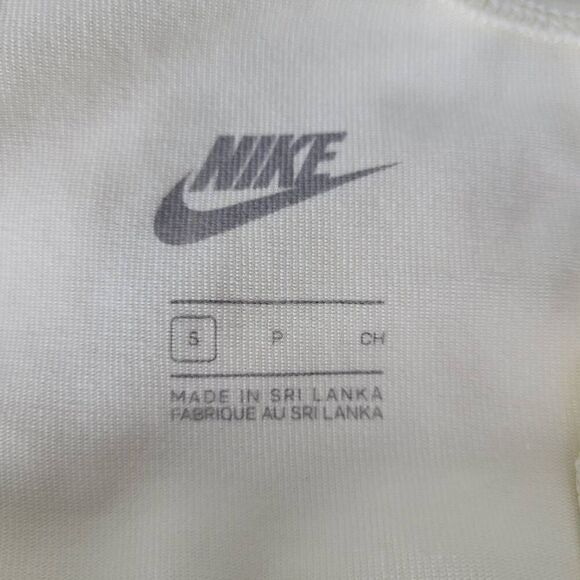 NIKE
S P CH
MADE IN SRI LANKA
FABRIQUE AU SRI LANKA